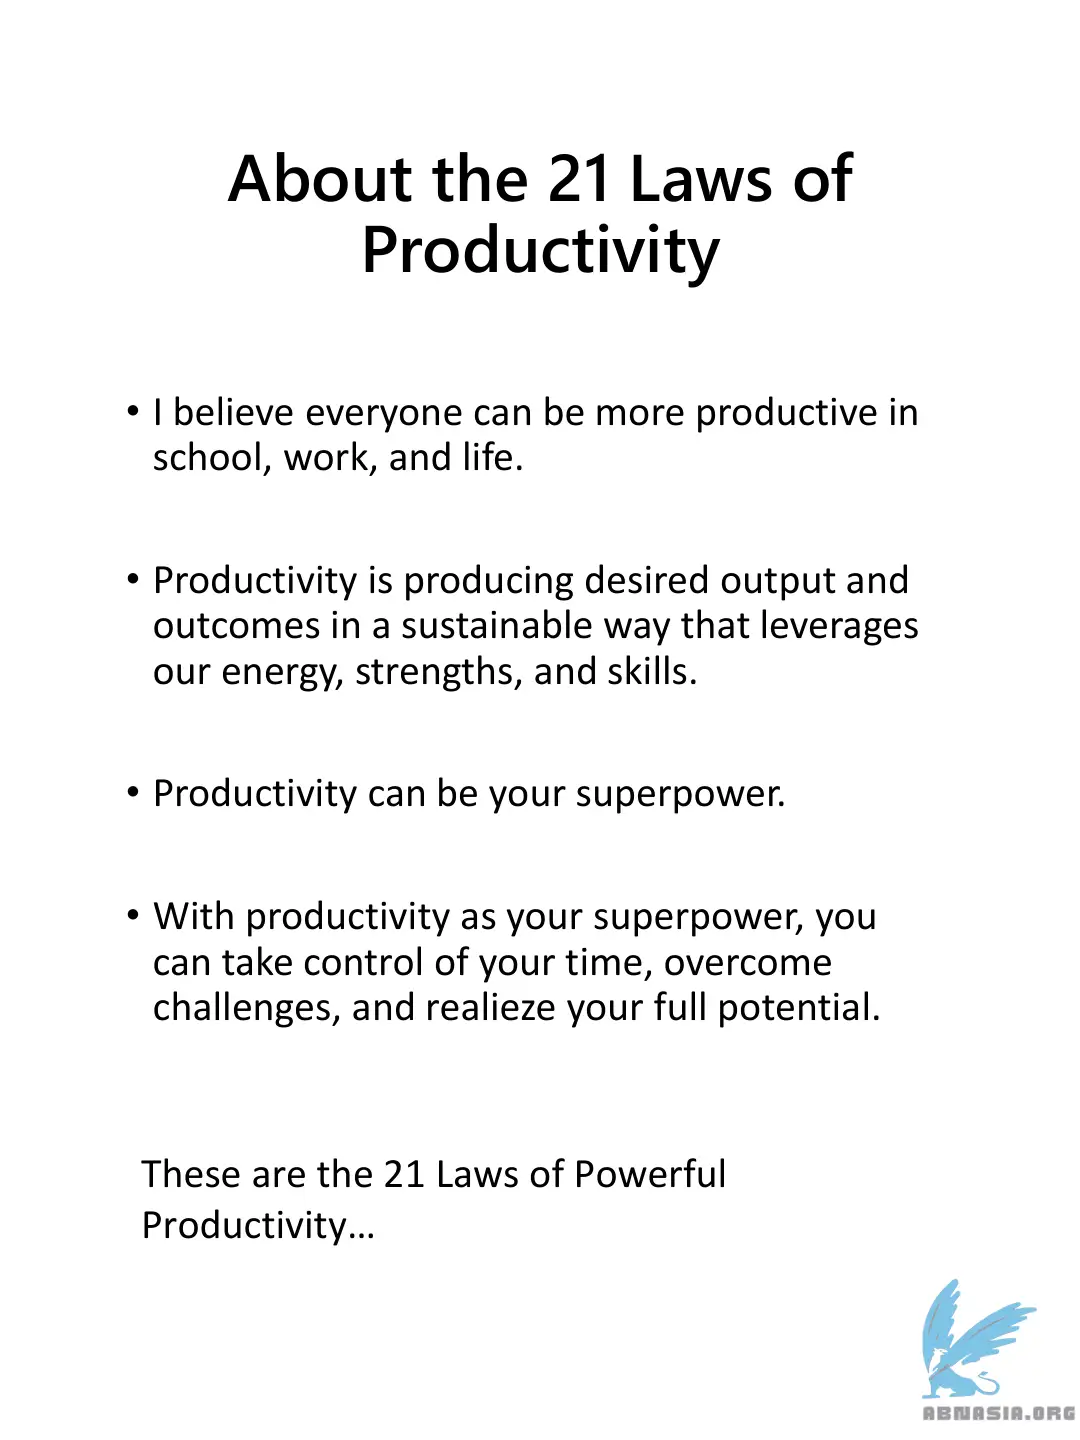 About the 21 Laws of
Productivity
• I believe everyone can be more productive in
school, work, and life.
• Productivity is producing desired output and
outcomes in a sustainable way that leverages
our energy, strengths, and skills.
• Productivity can be your superpower.
• With productivity as your superpower, you
can take control of your time, overcome
challenges, and realieze your full potential.
These are the 21 Laws of Powerful
Productivity...
ABNASIA.ORG